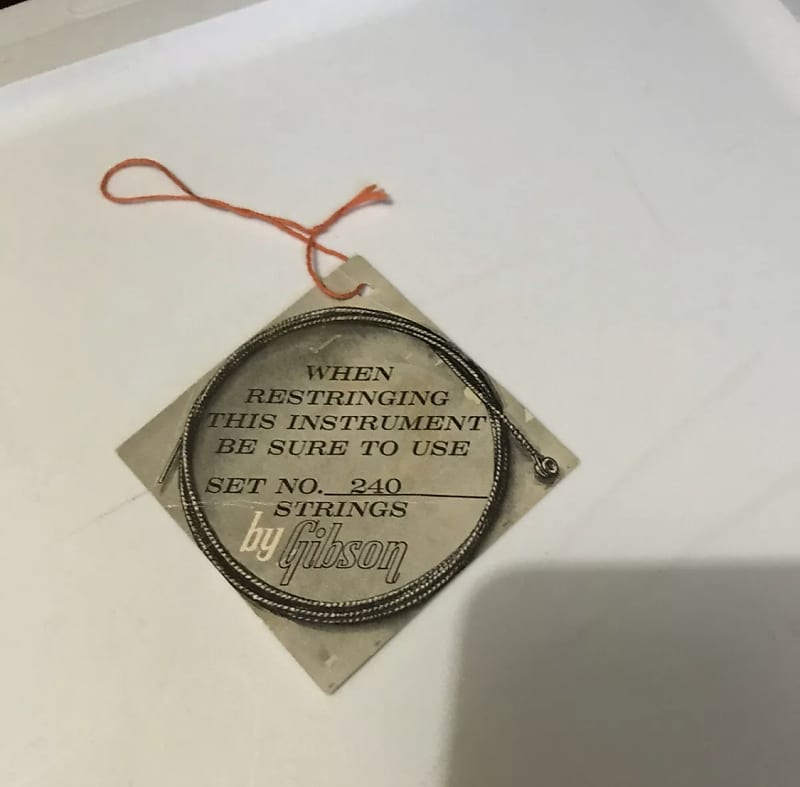 WHEN
RESTRINGING
THIS INSTRUMENT
BE SURE TO USE
SET NO. 240
STRINGS
by Gibson